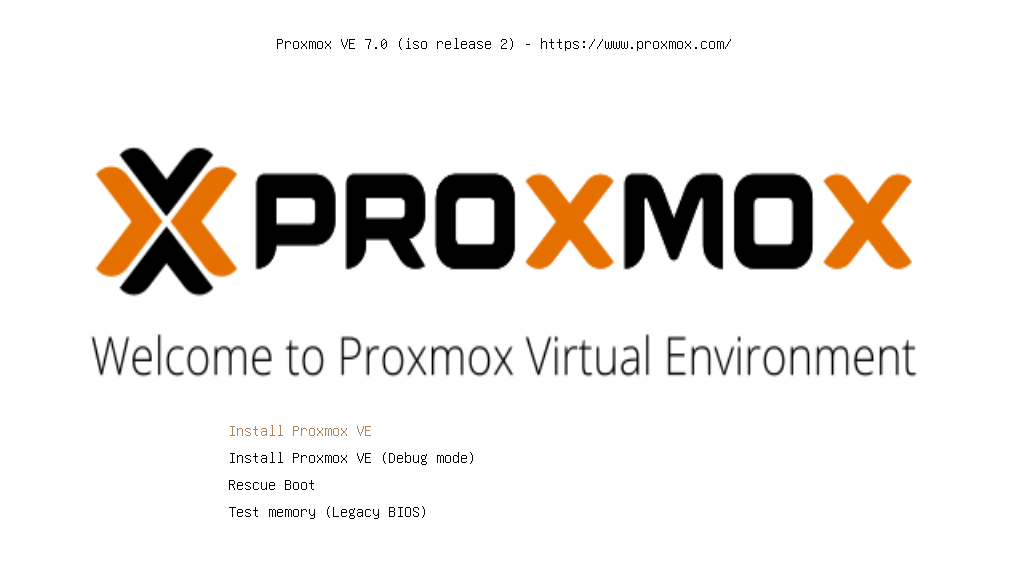 Proxmox VE 7.0 (iso release 2) - https://www.proxmox.com/
PROXMOX
Welcome to Proxmox Virtual Environment
Install Proxmox VE
Install Proxmox VE (Debug mode)
Rescue Boot
Test memory (Legacy BIOS)